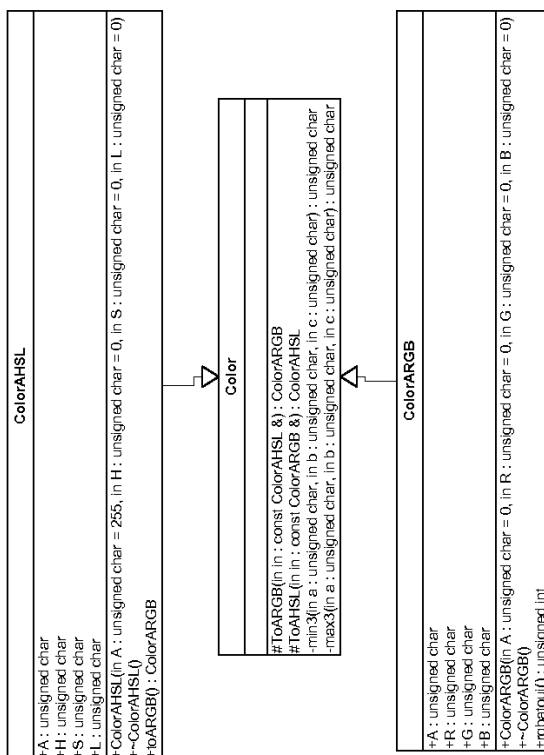 ColorAHSL
+A : unsigned char
+H : unsigned char
+S : unsigned char
+L : unsigned char
+ColorAHSL(in A : unsigned char = 255, in H : unsigned char = 0, in S : unsigned char = 0, in L : unsigned char = 0)
+~ColorAHSL()
+toARGB() : ColorARGB
Color
#ToARGB(in in : const ColorAHSL &) : ColorARGB
#ToAHSL(in in : const ColorARGB &) : ColorAHSL
-min3(in a : unsigned char, in b : unsigned char, in c : unsigned char) : unsigned char
-max3(in a : unsigned char, in b : unsigned char, in c : unsigned char) : unsigned char
ColorARGB
+A : unsigned char
+R : unsigned char
+G : unsigned char
+B : unsigned char
+ColorARGB(in A : unsigned char = 0, in R : unsigned char = 0, in G : unsigned char = 0, in B : unsigned char = 0)
+~ColorARGB()
+rgbatoui() : unsigned int